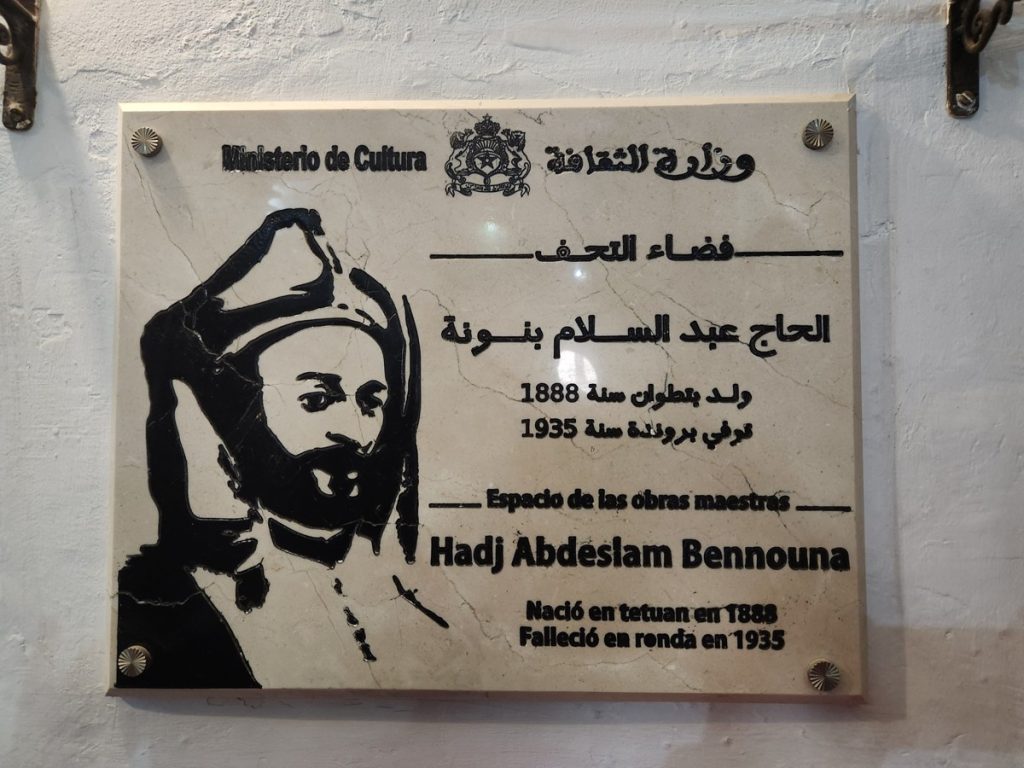 Ministerio de Cultura
وزارة الثقافة
فضاء التحف
الحاج عبد السلام بنونة
ولد بتطوان سنة 1888
توفي بروندة سنة 1935
Espacio de las obras maestras
Hadj Abdeslam Bennouna
Nació en tetuan en 1888
Falleció en ronda en 1935